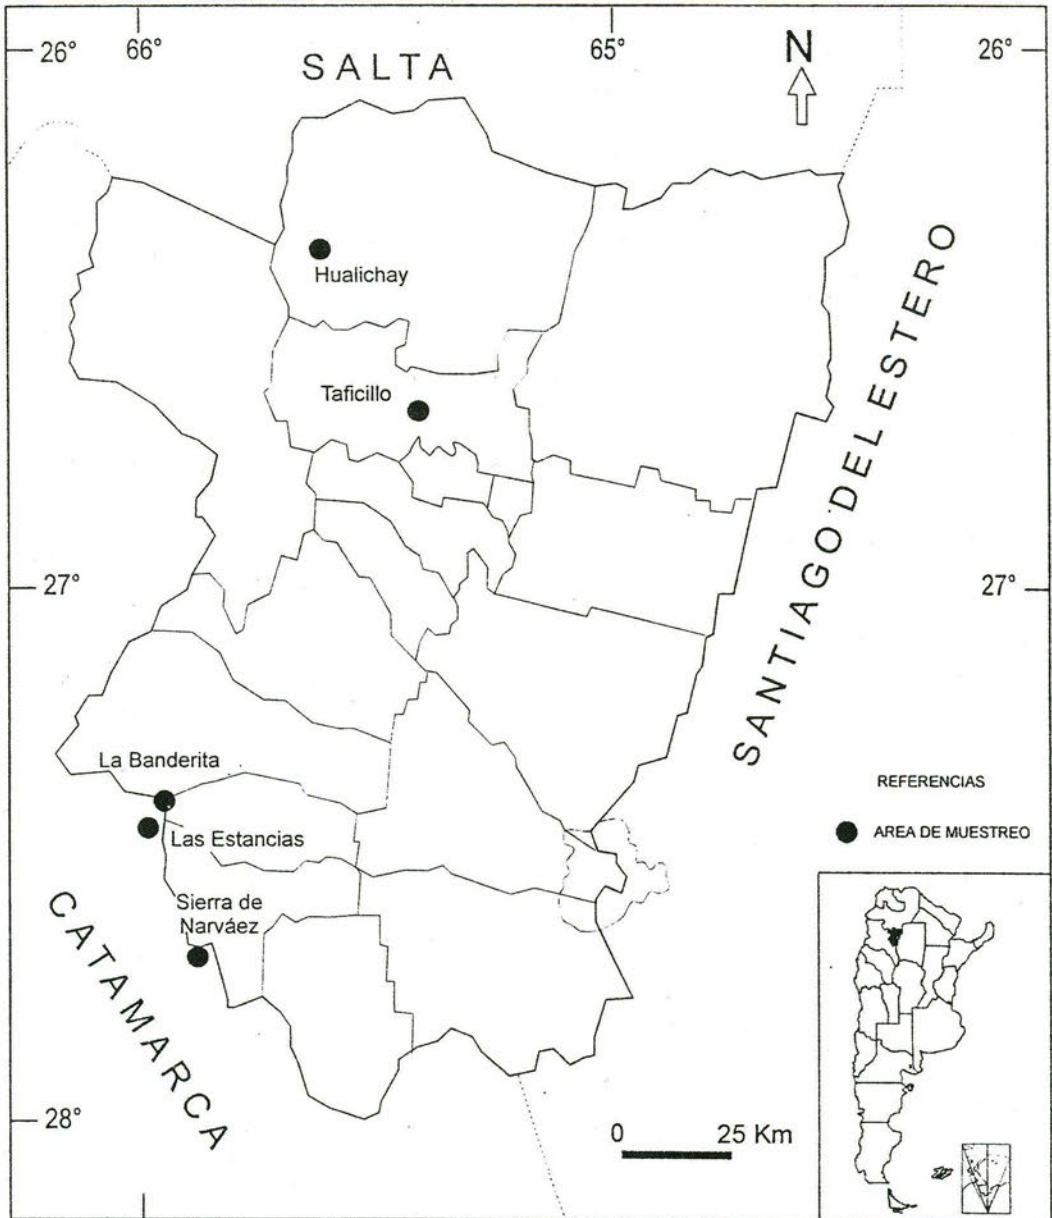 26°
66°
65°
26°
SALTA
N
Hualichay
Taficillo
SANTIAGO DEL ESTERO
27°
27°
La Banderita
Las Estancias
Sierra de
Narváez
CATAMARCA
REFERENCIAS
AREA DE MUESTREO
28°
0 25 Km